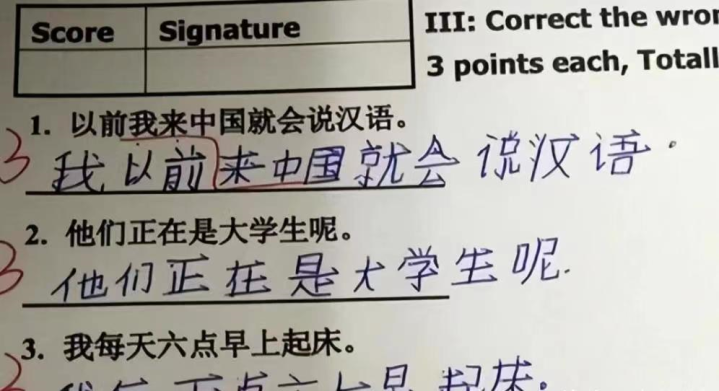 Score Signature
III: Correct the
3 points each,
1. 以前我来中国就会说汉语。
3 我以前来中国就会说汉语.
2. 他们正在是大学生呢。
3 他们正在是大学生呢.
3. 我每天六点早上起床。
起床.